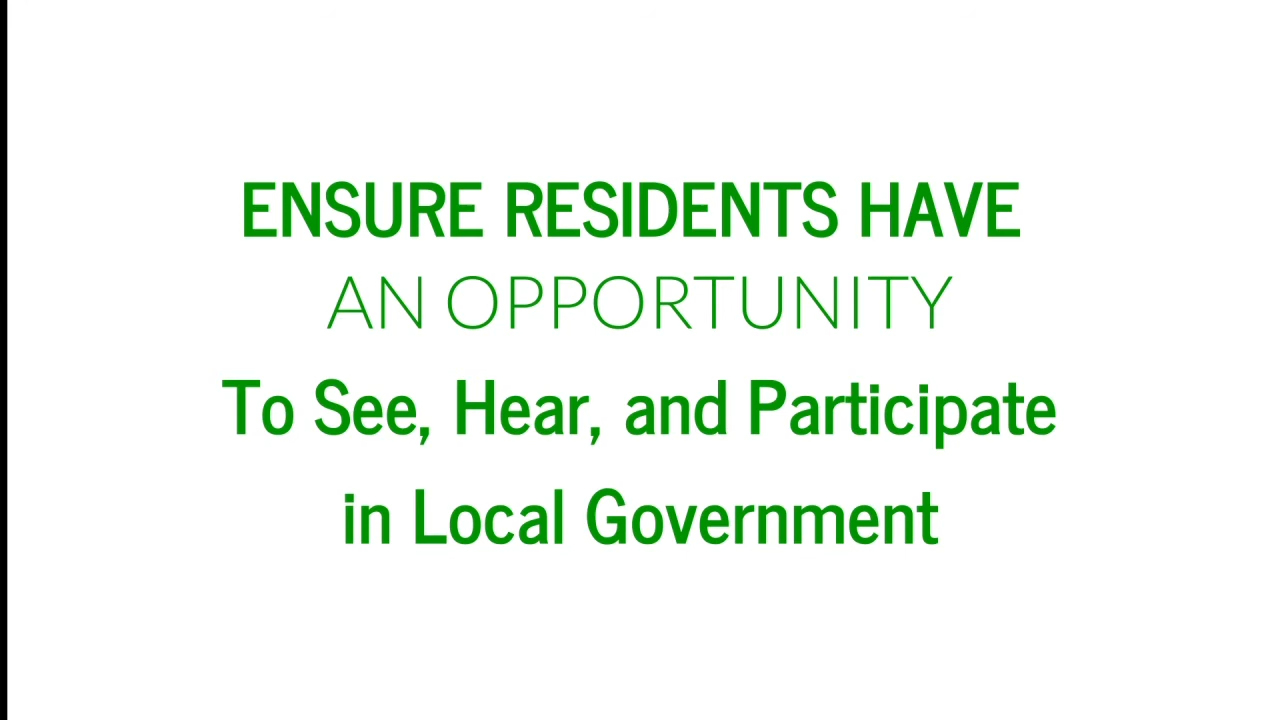 ENSURE RESIDENTS HAVE
AN OPPORTUNITY
To See, Hear, and Participate
in Local Government